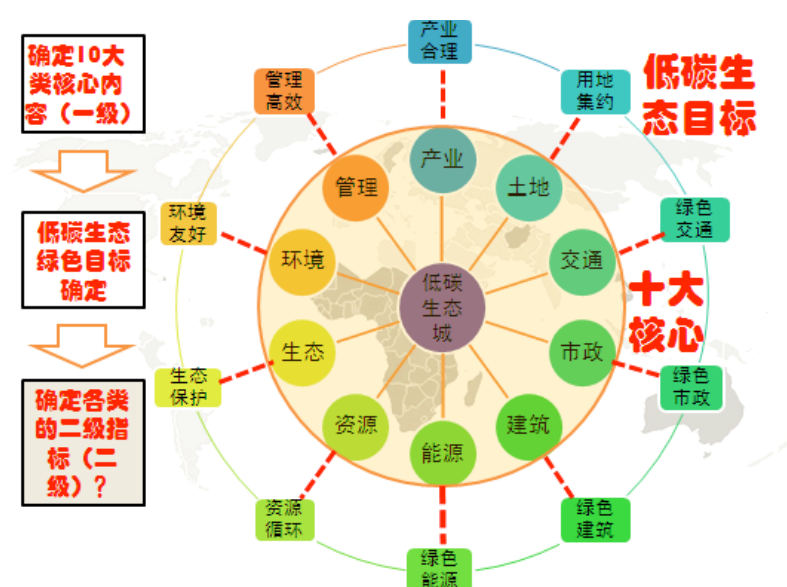 确定10大
类核心内
容（一级）
低碳生态
绿色目标
确定
确定各类
的二级指
标（二
级）？
产业
合理
用地
集约
绿色
交通
绿色
市政
绿色
建筑
绿色
能源
资源
循环
生态
保护
环境
友好
管理
高效
产业
土地
交通
市政
建筑
能源
资源
生态
环境
管理
低碳
生态
城
低碳生
态目标
十大
核心